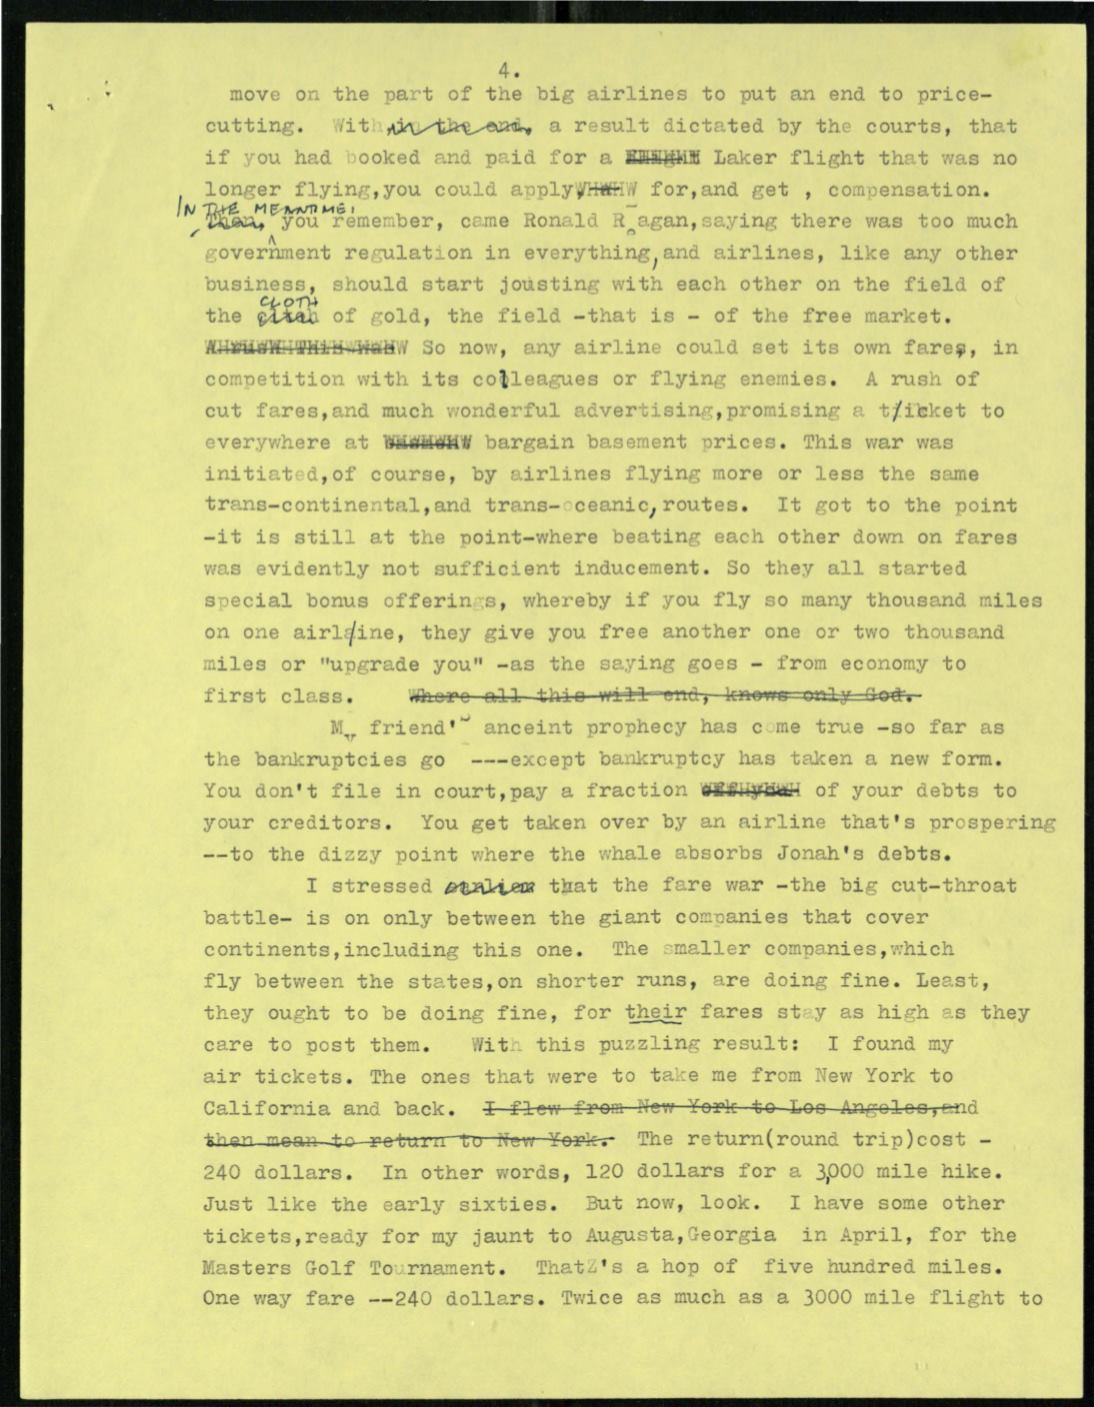 4.
move on the part of the big airlines to put an end to price-
cutting. With in the end, a result dictated by the courts, that
if you had booked and paid for a Laker flight that was no
longer flying,you could apply for,and get , compensation.
IN THE MEANTIME,
Then, you remember, came Ronald R agan,saying there was too much
government regulation in everything,and airlines, like any other
business, should start jousting with each other on the field of
CLOTH
the of gold, the field -that is - of the free market.
So now, any airline could set its own fares, in
competition with its colleagues or flying enemies. A rush of
cut fares,and much wonderful advertising,promising a t/icket to
everywhere at bargain basement prices. This war was
initiated,of course, by airlines flying more or less the same
trans-continental,and trans-oceanic,routes. It got to the point
-it is still at the point-where beating each other down on fares
was evidently not sufficient inducement. So they all started
special bonus offerings, whereby if you fly so many thousand miles
on one airl/ine, they give you free another one or two thousand
miles or "upgrade you" -as the saying goes - from economy to
first class. Where all this will end, knows only God.
My friend's anceint prophecy has come true -so far as
the bankruptcies go ---except bankruptcy has taken a new form.
You don't file in court,pay a fraction of your debts to
your creditors. You get taken over by an airline that's prospering
--to the dizzy point where the whale absorbs Jonah's debts.
I stressed earlier that the fare war -the big cut-throat
battle- is on only between the giant companies that cover
continents,including this one. The smaller companies,which
fly between the states,on shorter runs, are doing fine. Least,
they ought to be doing fine, for their fares stay as high as they
care to post them. With this puzzling result: I found my
air tickets. The ones that were to take me from New York to
California and back. I flew from New York to Los Angeles,and
then mean to return to New York. The return(round trip)cost -
240 dollars. In other words, 120 dollars for a 3,000 mile hike.
Just like the early sixties. But now, look. I have some other
tickets,ready for my jaunt to Augusta,Georgia in April, for the
Masters Golf Tournament. ThatZ's a hop of five hundred miles.
One way fare --240 dollars. Twice as much as a 3000 mile flight to